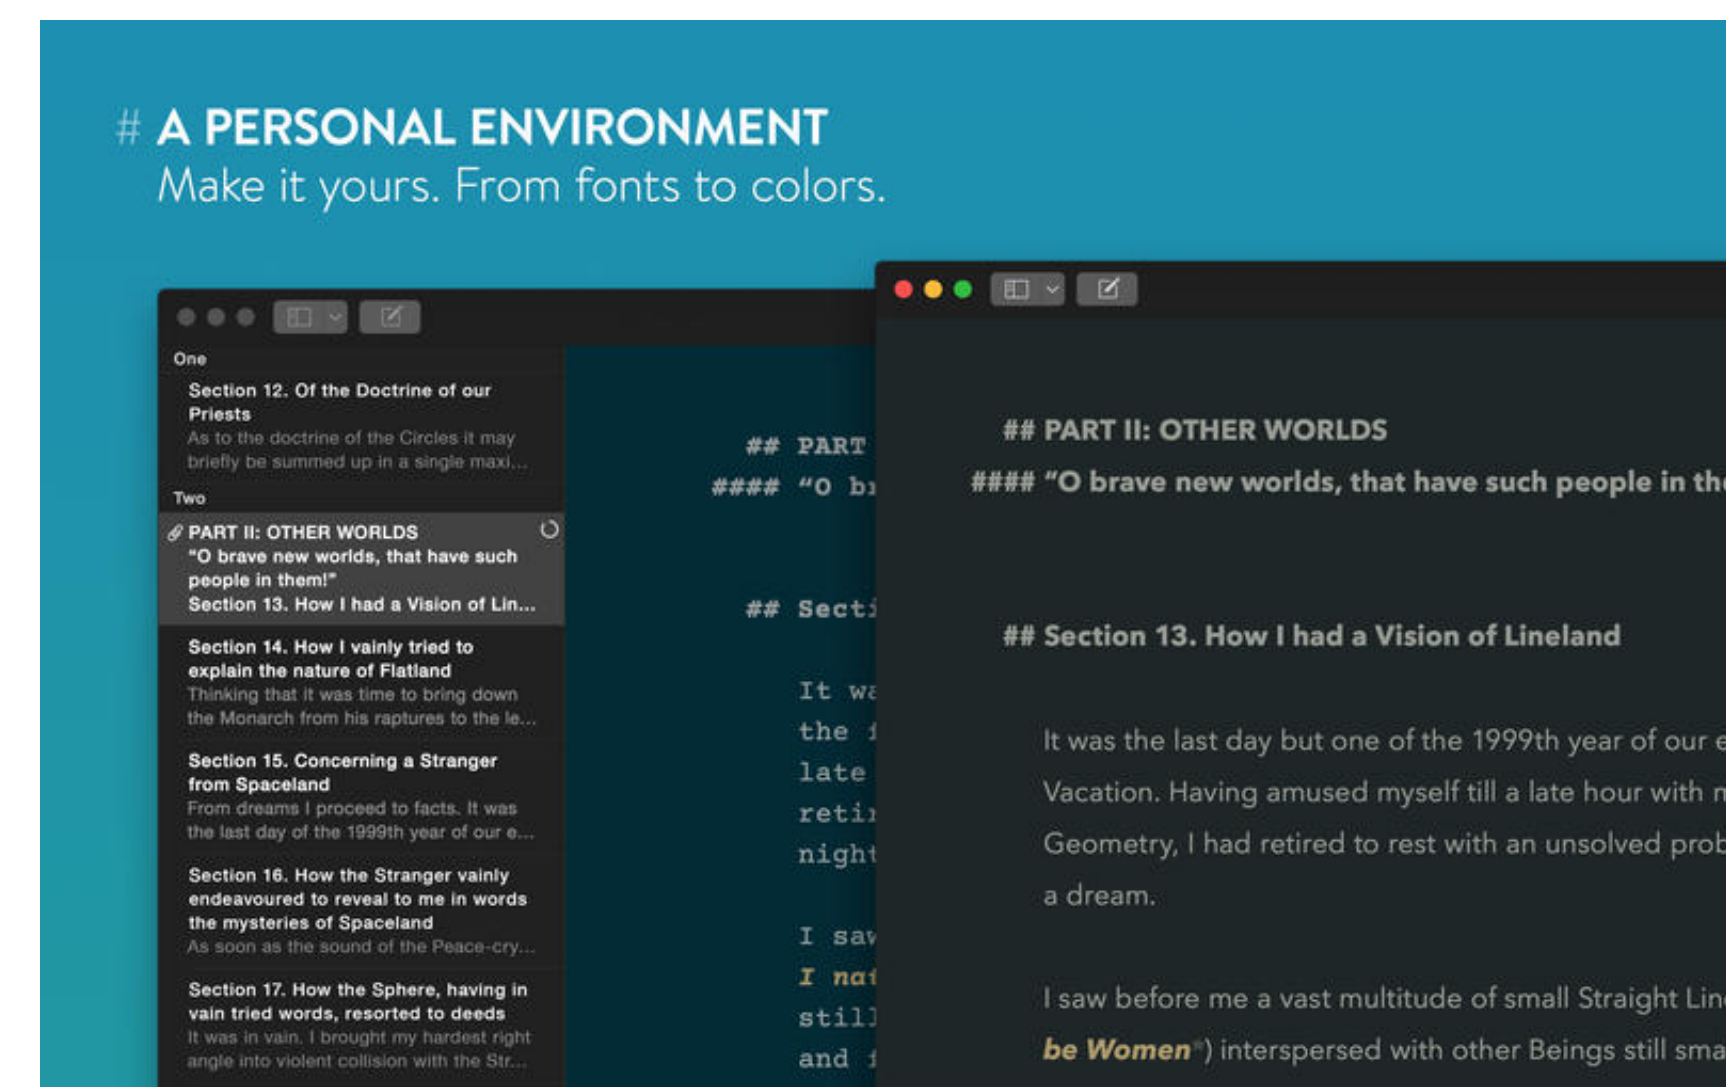 # A PERSONAL ENVIRONMENT
Make it yours. From fonts to colors.
One
Section 12. Of the Doctrine of our
Priests
As to the doctrine of the Circles it may
briefly be summed up in a single maxi...
Two
PART II: OTHER WORLDS
“O brave new worlds, that have such
people in them!”
Section 13. How I had a Vision of Lin...
Section 14. How I vainly tried to
explain the nature of Flatland
Thinking that it was time to bring down
the Monarch from his raptures to the le...
Section 15. Concerning a Stranger
from Spaceland
From dreams I proceed to facts. It was
the last day of the 1999th year of our e...
Section 16. How the Stranger vainly
endeavoured to reveal to me in words
the mysteries of Spaceland
As soon as the sound of the Peace-cry...
Section 17. How the Sphere, having in
vain tried words, resorted to deeds
It was in vain. I brought my hardest right
angle into violent collision with the Str...
## PART
#### “O
##
It
the
late
night
I
I
and
## PART II: OTHER WORLDS
#### “O brave new worlds, that have such people in
## Section 13. How I had a Vision of Lineland
It was the last day but one of the 1999th year of our
Vacation. Having amused myself till a late hour with
Geometry, I had retired to rest with an unsolved
a dream.
I saw before me a vast multitude of small Straight
be Women*) interspersed with other Beings still